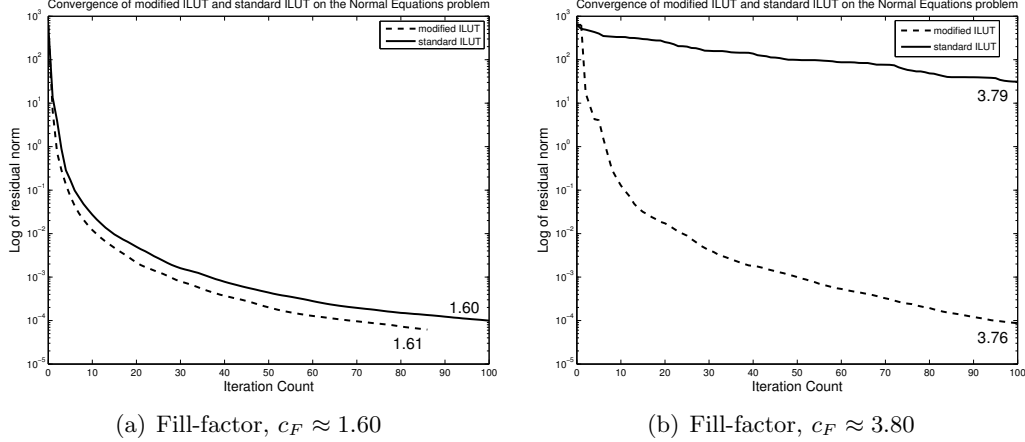 Convergence of modified ILUT and standard ILUT on the Normal Equations problem
10^3
10^2
10^1
10^0
10^-1
10^-2
10^-3
10^-4
10^-5
Log of residual norm
modified ILUT
standard ILUT
1.60
1.61
0 10 20 30 40 50 60 70 80 90 100
Iteration Count
(a) Fill-factor, c_F ≈ 1.60
Convergence of modified ILUT and standard ILUT on the Normal Equations problem
10^3
10^2
10^1
10^0
10^-1
10^-2
10^-3
10^-4
10^-5
Log of residual norm
modified ILUT
standard ILUT
3.79
3.76
0 10 20 30 40 50 60 70 80 90 100
Iteration Count
(b) Fill-factor, c_F ≈ 3.80